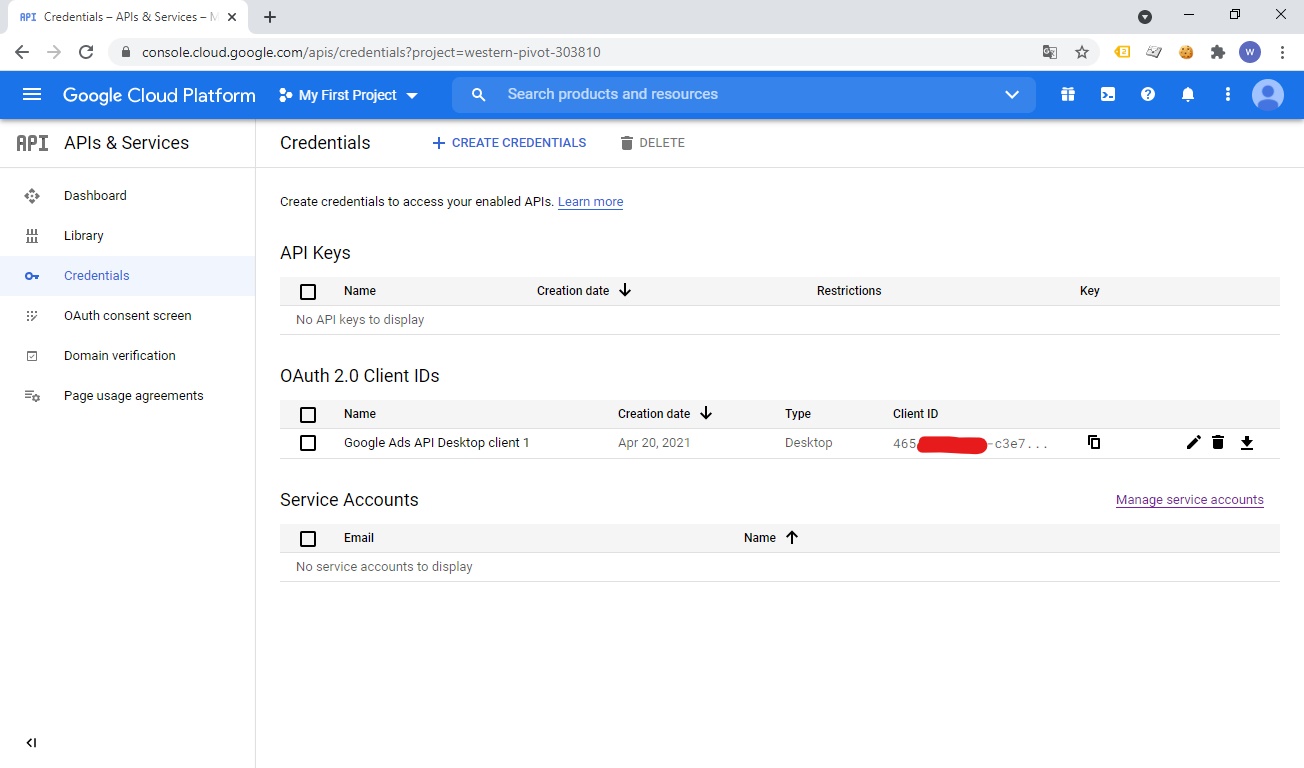 API Credentials – APIs & Services – M
console.cloud.google.com/apis/credentials?project=western-pivot-303810
2
W
Google Cloud Platform
My First Project
Search products and resources
API APIs & Services
Credentials
CREATE CREDENTIALS
DELETE
Dashboard
Library
Credentials
OAuth consent screen
Domain verification
Page usage agreements
Create credentials to access your enabled APIs. Learn more
API Keys
Name Creation date Restrictions Key
No API keys to display
OAuth 2.0 Client IDs
Name Creation date Type Client ID
Google Ads API Desktop client 1 Apr 20, 2021 Desktop 465 -c3e7...
Service Accounts
Manage service accounts
Email Name
No service accounts to display